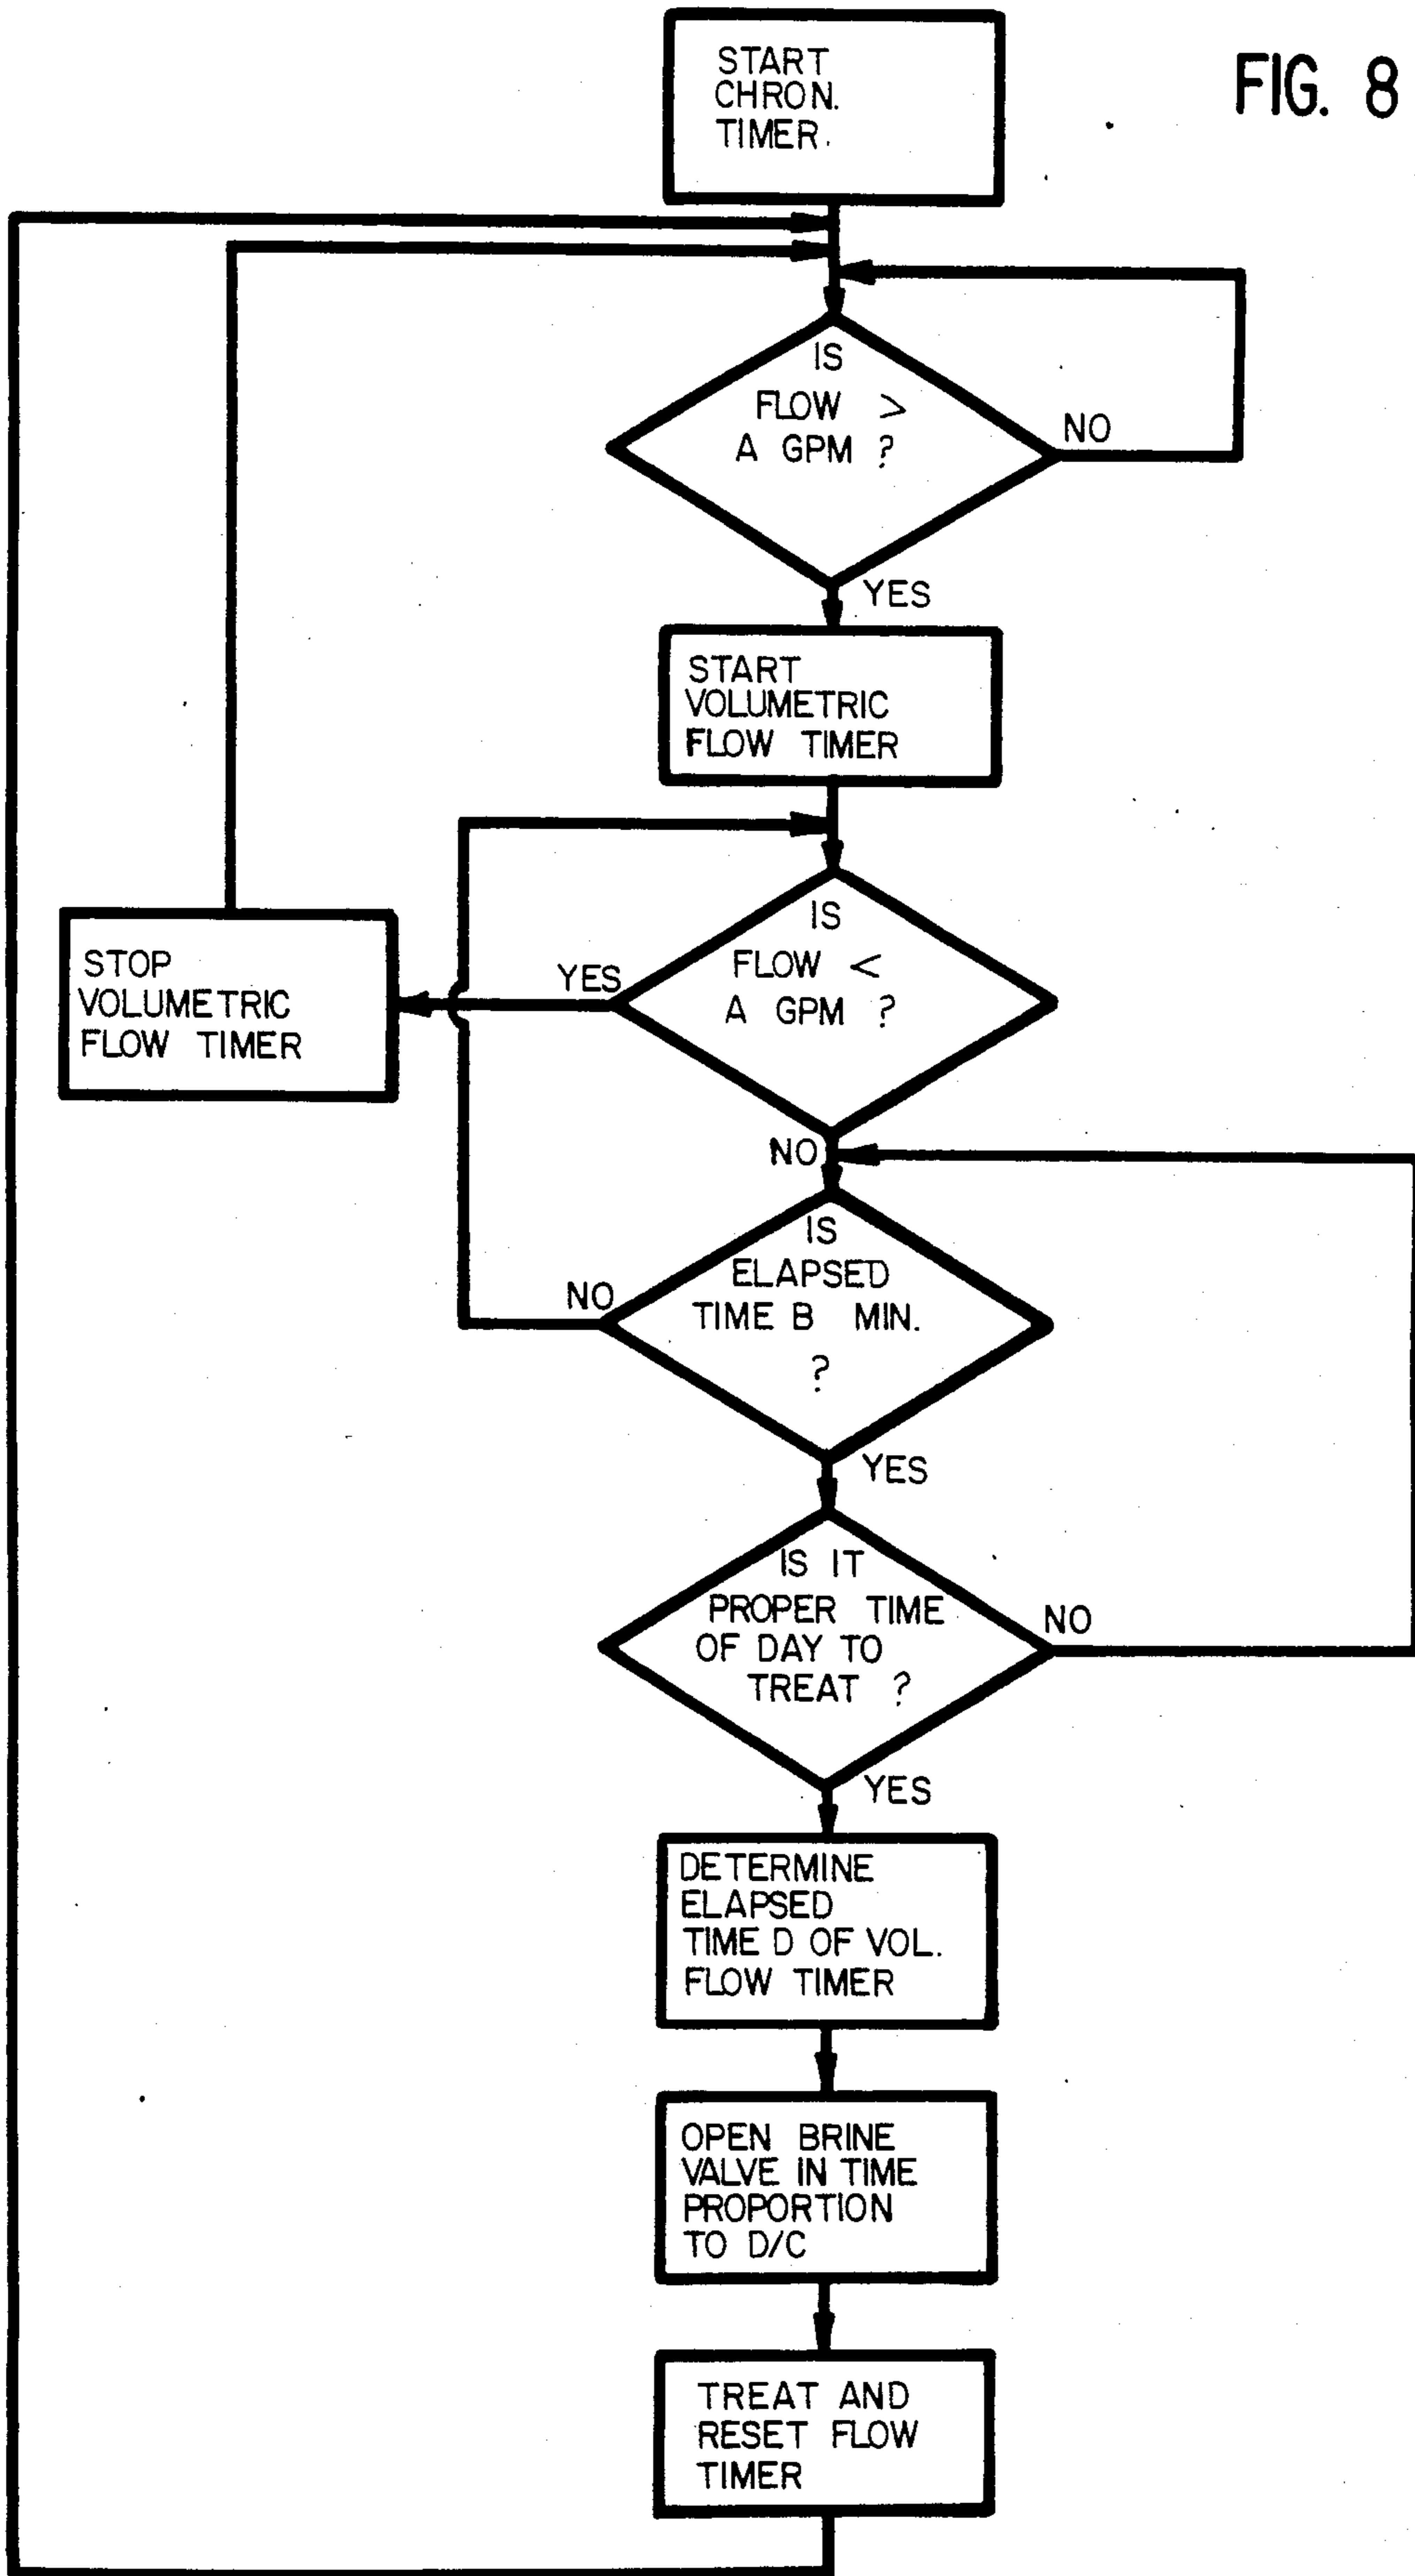 FIG. 8
START
CHRON.
TIMER.
IS
FLOW >
A GPM ?
NO
YES
START
VOLUMETRIC
FLOW TIMER
IS
FLOW <
A GPM ?
YES
STOP
VOLUMETRIC
FLOW TIMER
NO
IS
ELAPSED
TIME B MIN.
?
NO
YES
IS IT
PROPER TIME
OF DAY TO
TREAT ?
NO
YES
DETERMINE
ELAPSED
TIME D OF VOL.
FLOW TIMER
OPEN BRINE
VALVE IN TIME
PROPORTION
TO D/C
TREAT AND
RESET FLOW
TIMER